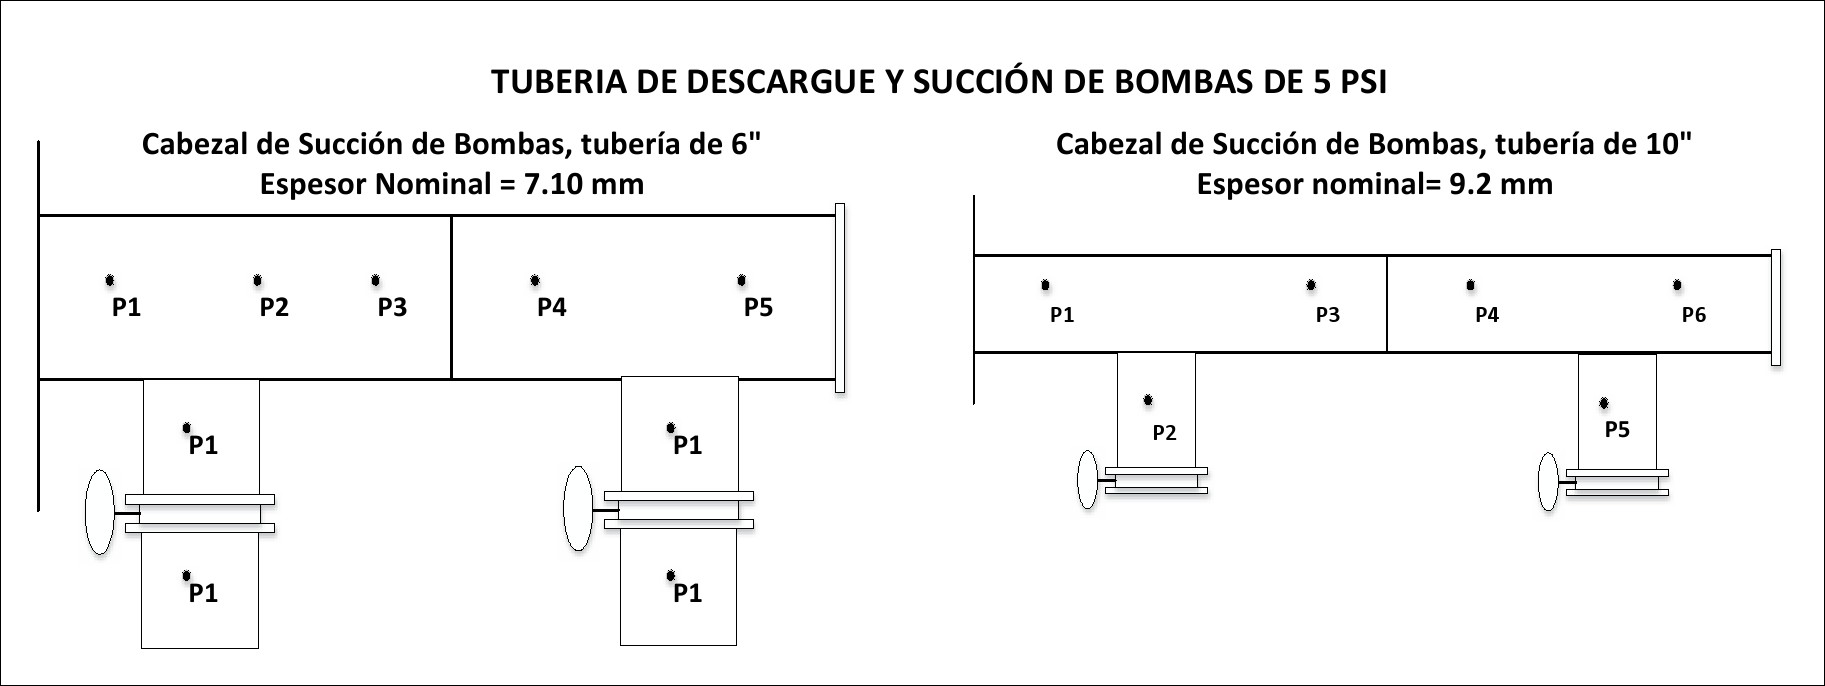 TUBERIA DE DESCARGUE Y SUCCIÓN DE BOMBAS DE 5 PSI
Cabezal de Succión de Bombas, tubería de 6"
Espesor Nominal = 7.10 mm
P1
P2
P3
P4
P5
P1
P1
P1
P1
Cabezal de Succión de Bombas, tubería de 10"
Espesor nominal= 9.2 mm
P1
P3
P4
P6
P2
P5